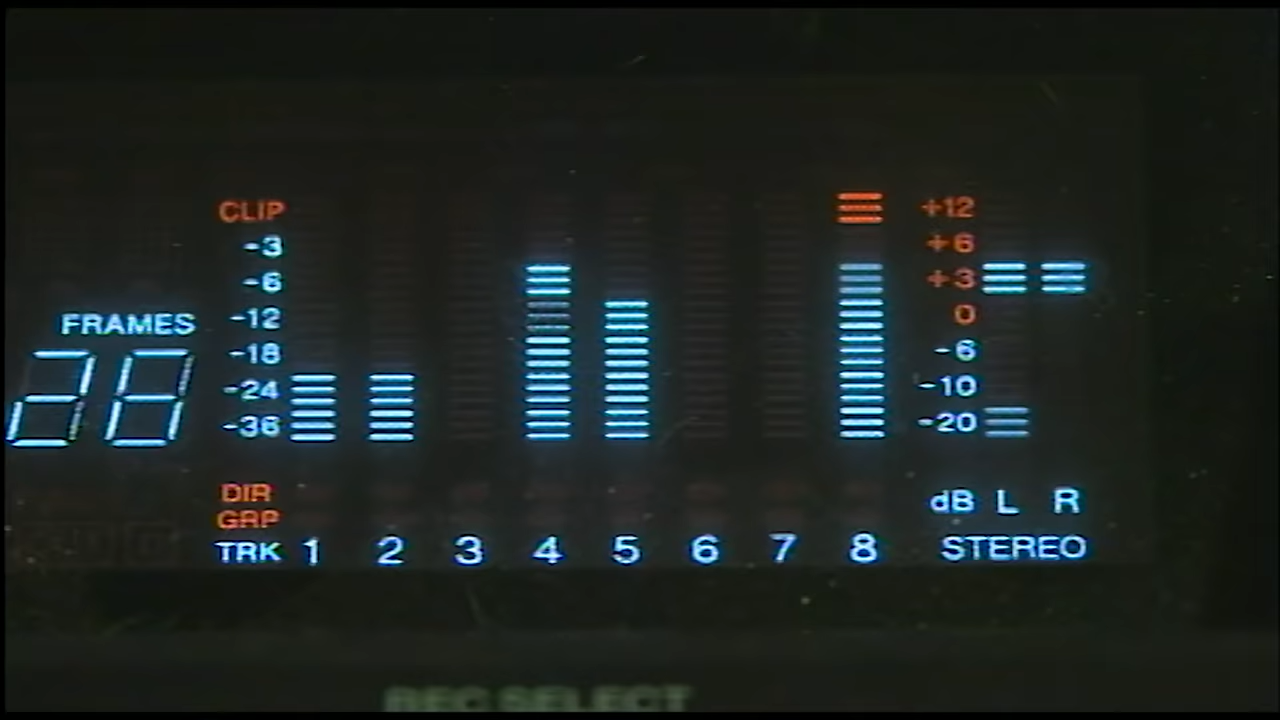 CLIP
-3
-6
FRAMES
-12
-18
-24
-36
+12
+6
+3
0
-6
-10
-20
DIR
GRP
TRK 1 2 3 4 5 6 7 8
dB L R
STEREO
REC SELECT